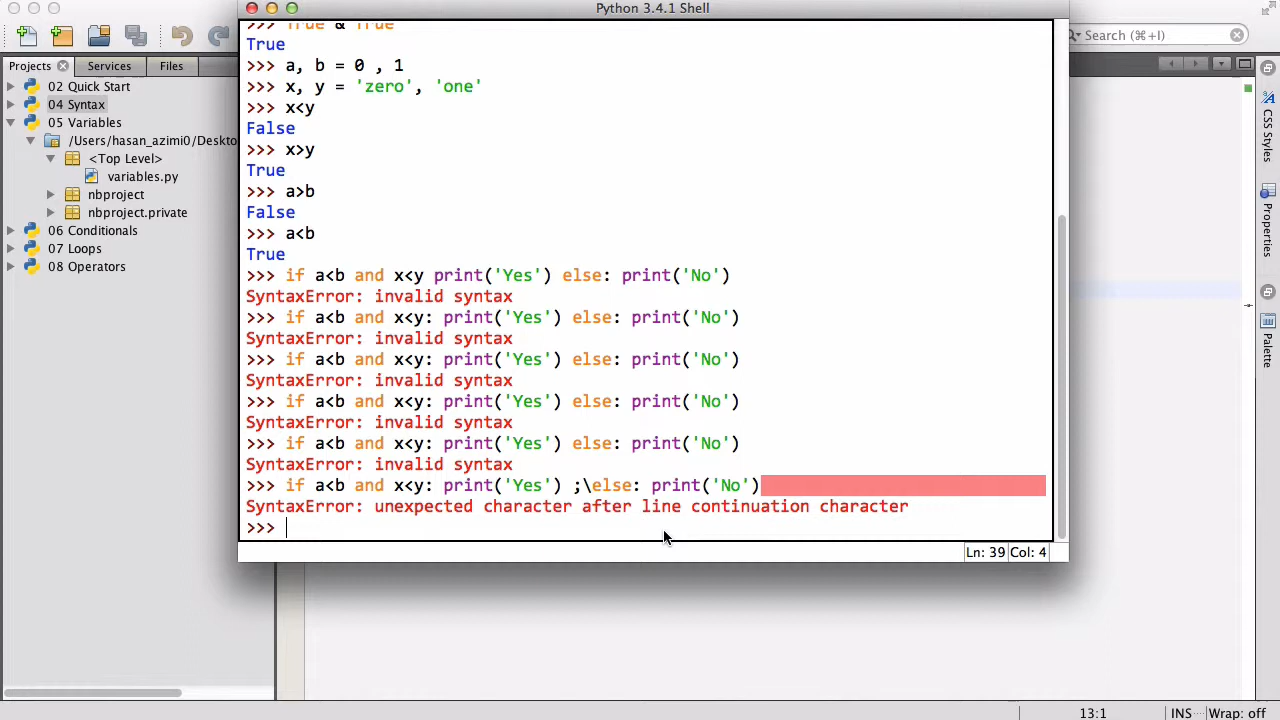 Python 3.4.1 Shell
Search (⌘+I)
Projects
Services
Files
02 Quick Start
04 Syntax
05 Variables
/Users/hasan_azimi0/Deskto
<Top Level>
variables.py
nbproject
nbproject.private
06 Conditionals
07 Loops
08 Operators
>>> True & True
True
>>> a, b = 0 , 1
>>> x, y = 'zero', 'one'
>>> x<y
False
>>> x>y
True
>>> a>b
False
>>> a<b
True
>>> if a<b and x<y print('Yes') else: print('No')
SyntaxError: invalid syntax
>>> if a<b and x<y: print('Yes') else: print('No')
SyntaxError: invalid syntax
>>> if a<b and x<y: print('Yes') else: print('No')
SyntaxError: invalid syntax
>>> if a<b and x<y: print('Yes') else: print('No')
SyntaxError: invalid syntax
>>> if a<b and x<y: print('Yes') else: print('No')
SyntaxError: invalid syntax
>>> if a<b and x<y: print('Yes') ;\else: print('No')
SyntaxError: unexpected character after line continuation character
>>>
Ln: 39 Col: 4
CSS Styles
Properties
Palette
13:1
INS
Wrap: off